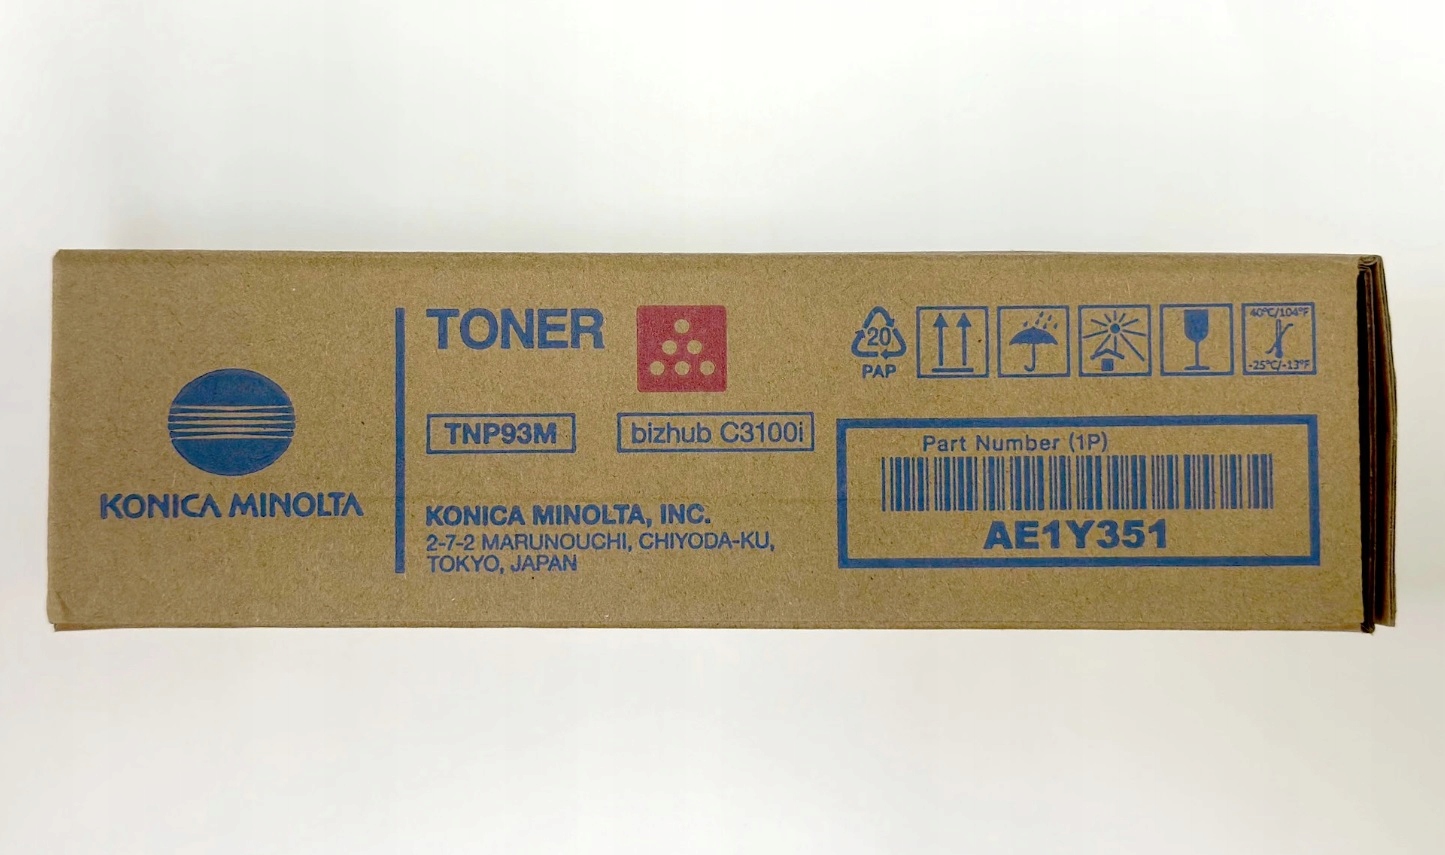 KONICA MINOLTA
TONER
TNP93M
bizhub C3100i
KONICA MINOLTA, INC.
2-7-2 MARUNOUCHI, CHIYODA-KU,
TOKYO, JAPAN
20
PAP
40°C/104°F
-25°C/-13°F
Part Number (1P)
AE1Y351